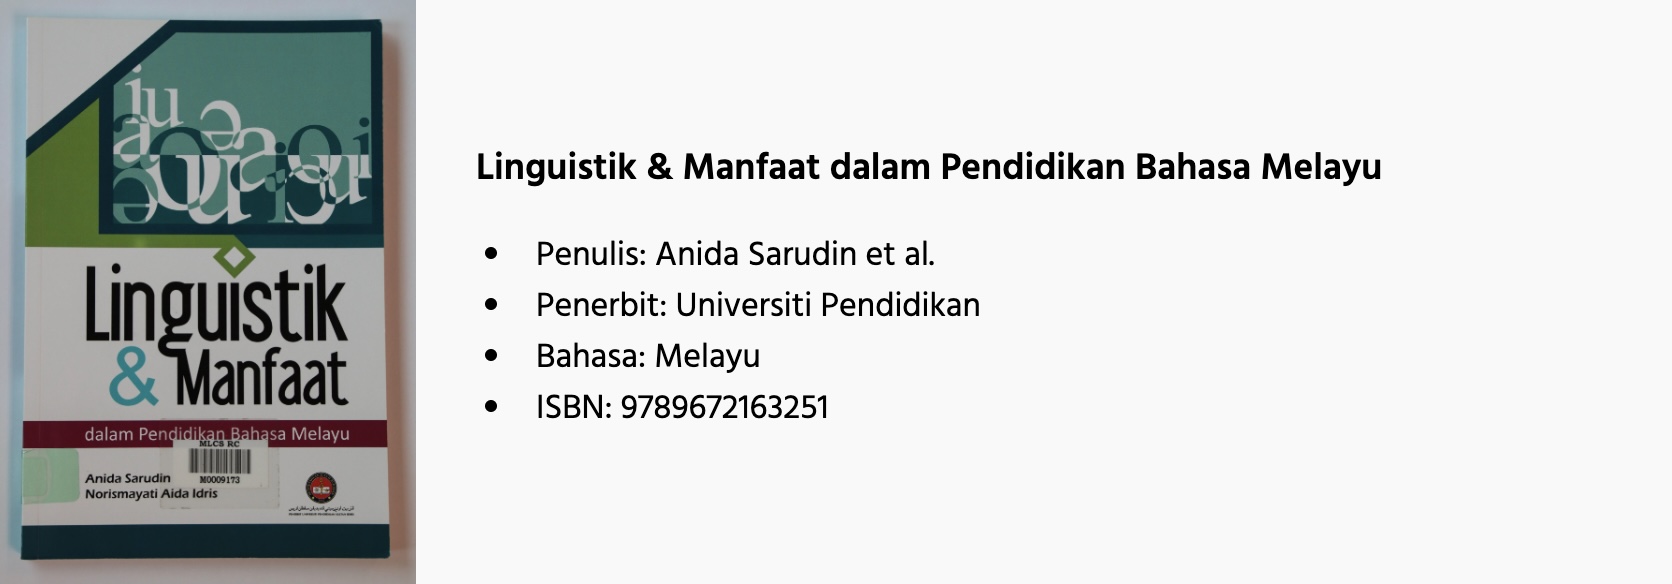 Linguistik
& Manfaat
dalam Pendidikan Bahasa Melayu
MLCS RC
M0009173
Anida Sarudin
Norismayati Aida Idris
Linguistik & Manfaat dalam Pendidikan Bahasa Melayu
• Penulis: Anida Sarudin et al.
• Penerbit: Universiti Pendidikan
• Bahasa: Melayu
• ISBN: 9789672163251